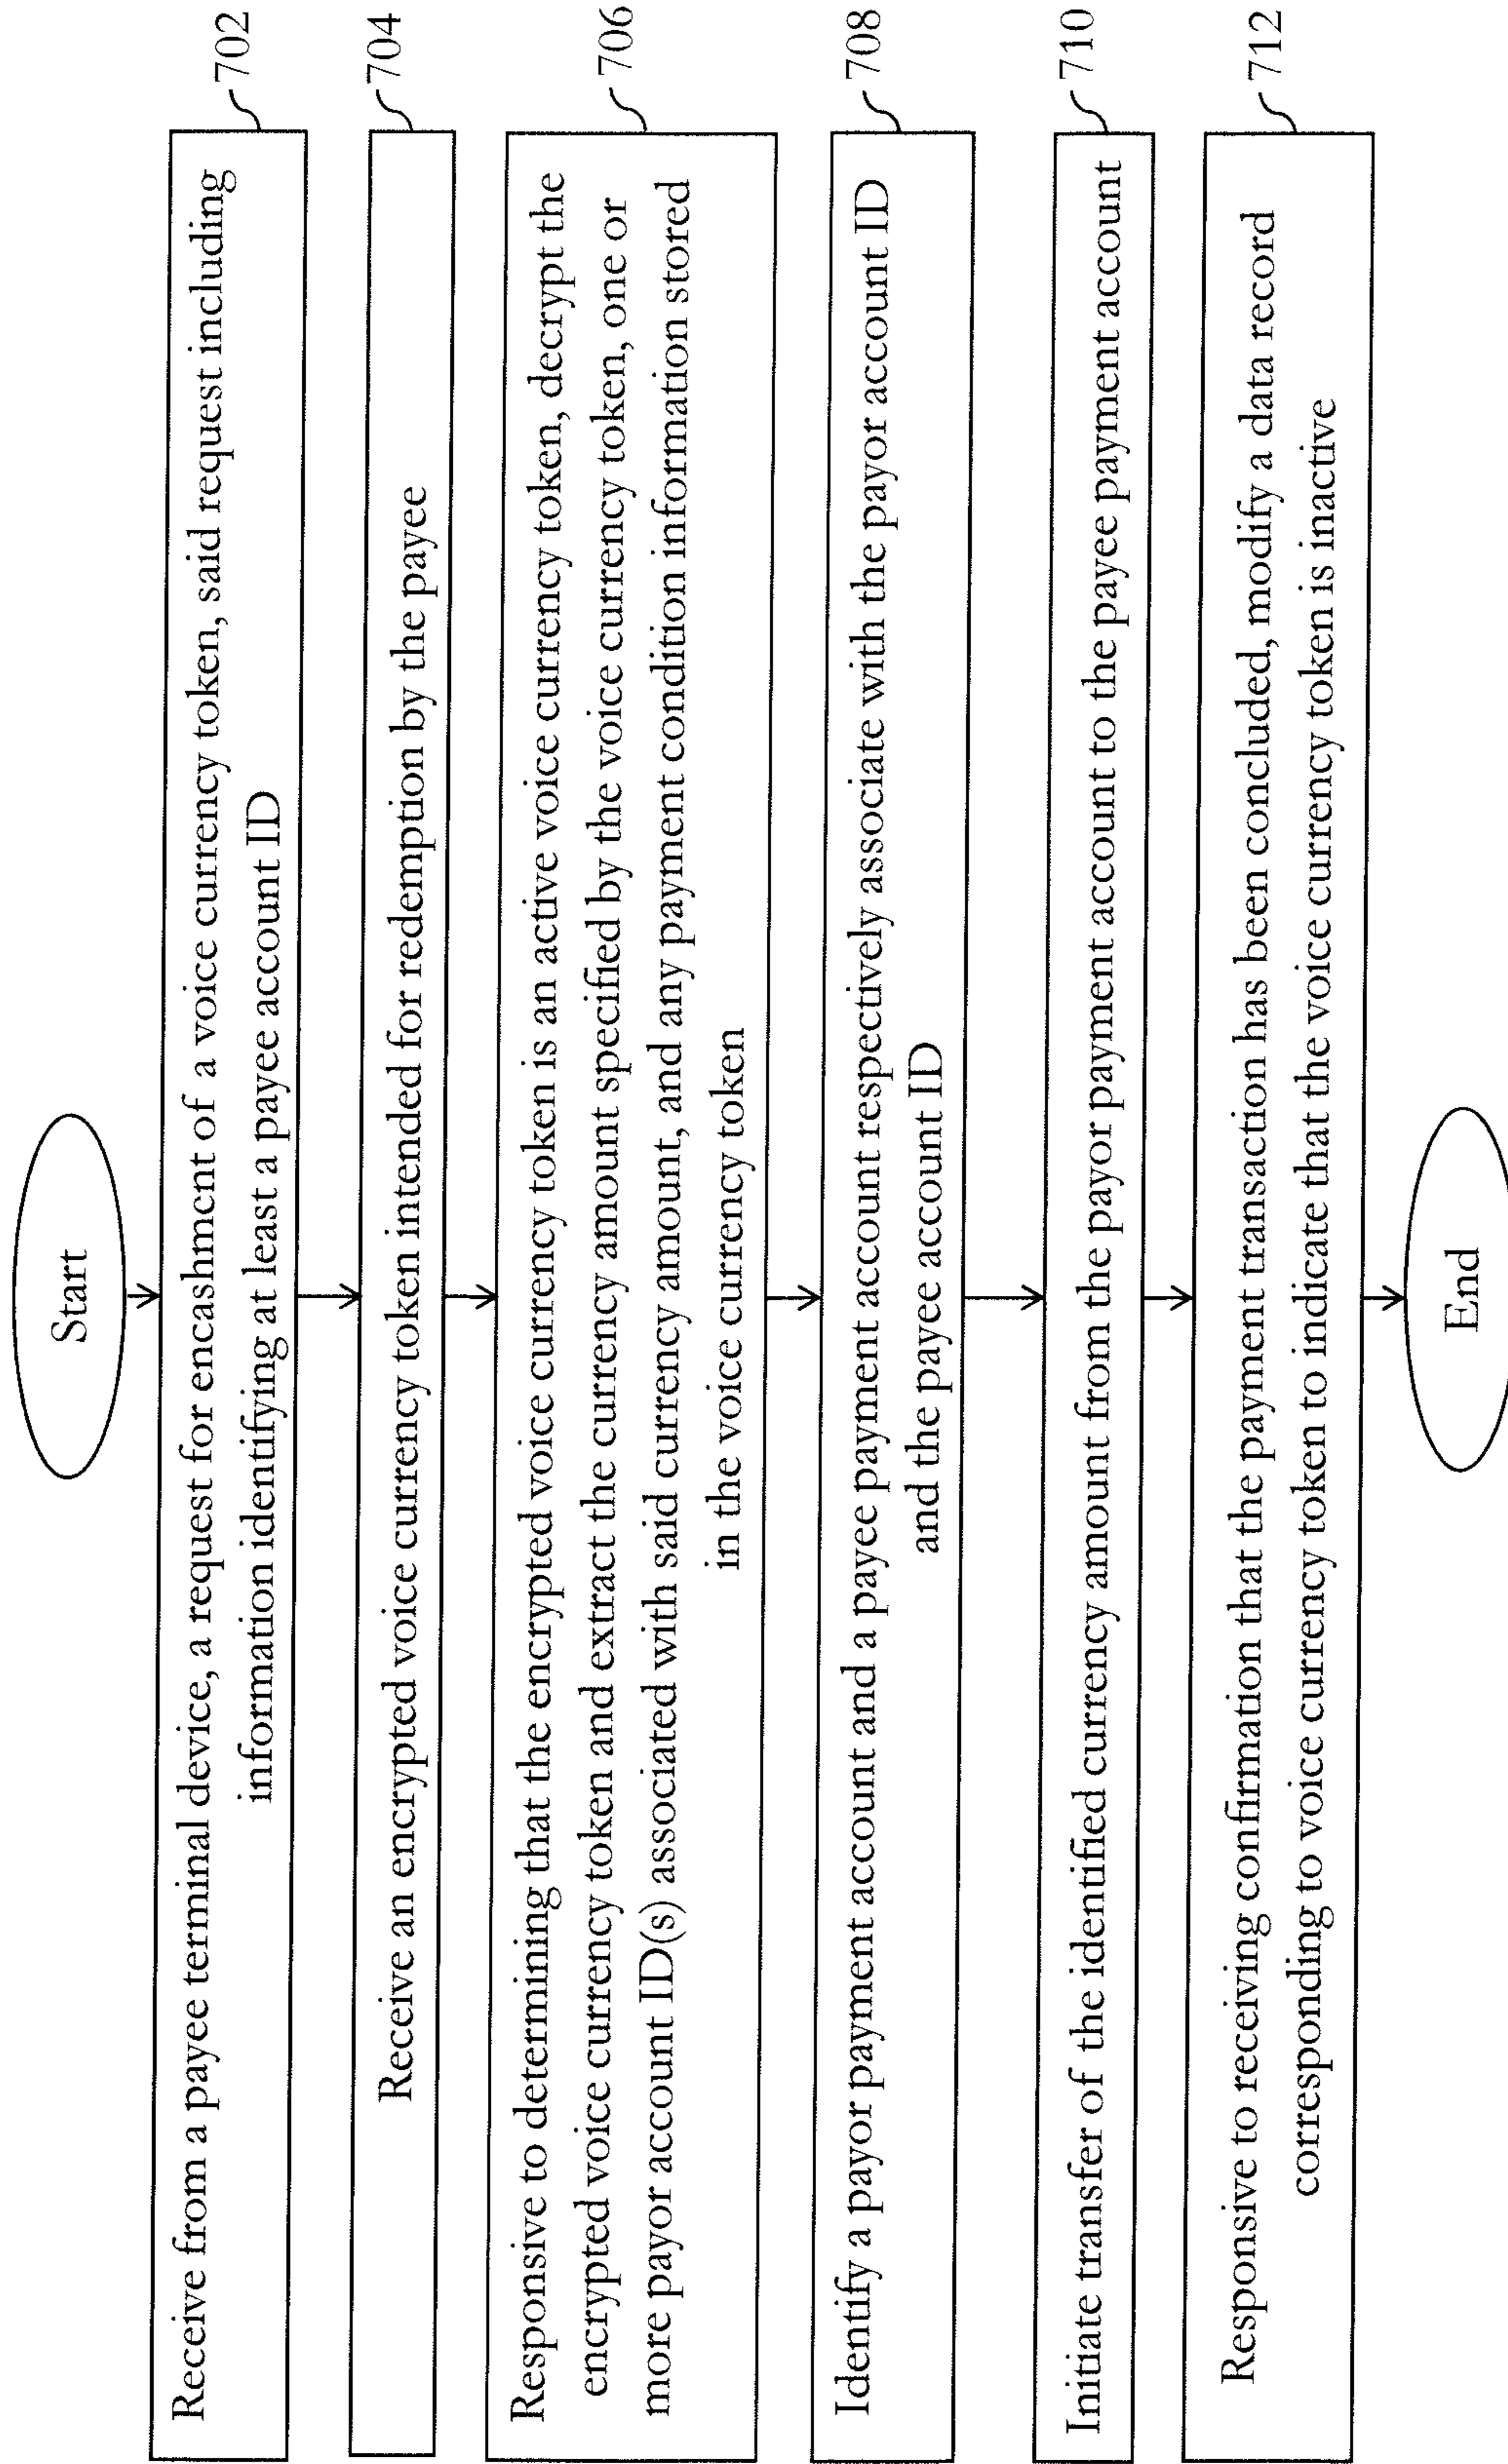 Start
Receive from a payee terminal device, a request for encashment of a voice currency token, said request including
information identifying at least a payee account ID
702
Receive an encrypted voice currency token intended for redemption by the payee
704
Responsive to determining that the encrypted voice currency token is an active voice currency token, decrypt the
encrypted voice currency token and extract the currency amount specified by the voice currency token, one or
more payor account ID(s) associated with said currency amount, and any payment condition information stored
in the voice currency token
706
Identify a payor payment account and a payee payment account respectively associate with the payor account ID
and the payee account ID
708
Initiate transfer of the identified currency amount from the payor payment account to the payee payment account
710
Responsive to receiving confirmation that the payment transaction has been concluded, modify a data record
corresponding to voice currency token to indicate that the voice currency token is inactive
712
End